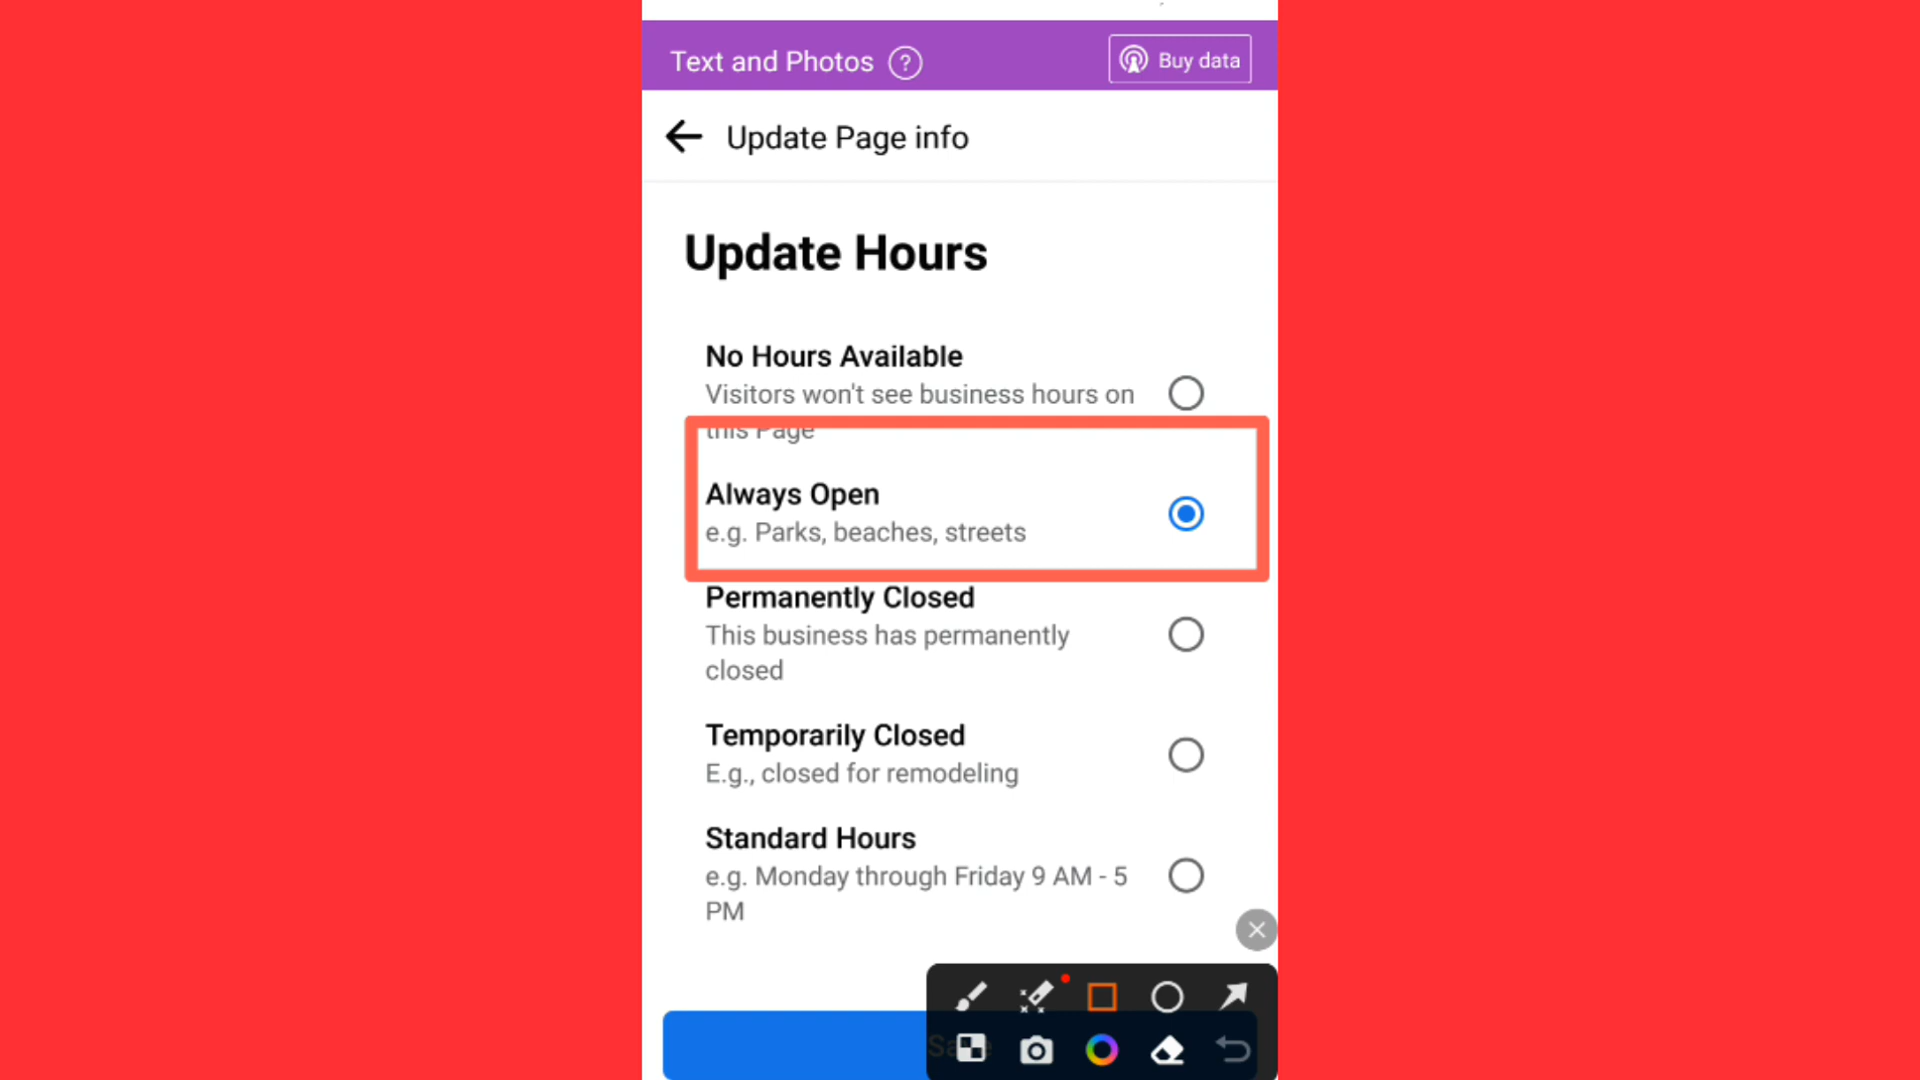 Text and Photos ?
Buy data
Update Page info
Update Hours
No Hours Available
Visitors won't see business hours on
this Page
Always Open
e.g. Parks, beaches, streets
Permanently Closed
This business has permanently
closed
Temporarily Closed
E.g., closed for remodeling
Standard Hours
e.g. Monday through Friday 9 AM - 5
PM